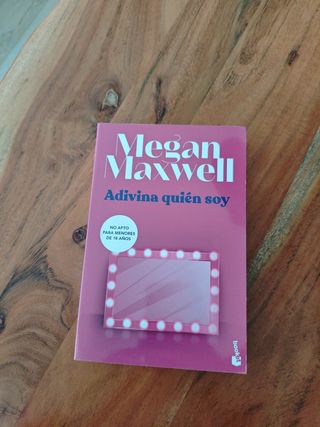 Megan
Maxwell
Adivina quién soy
NO APTO
PARA MENORES
DE 18 AÑOS
booket